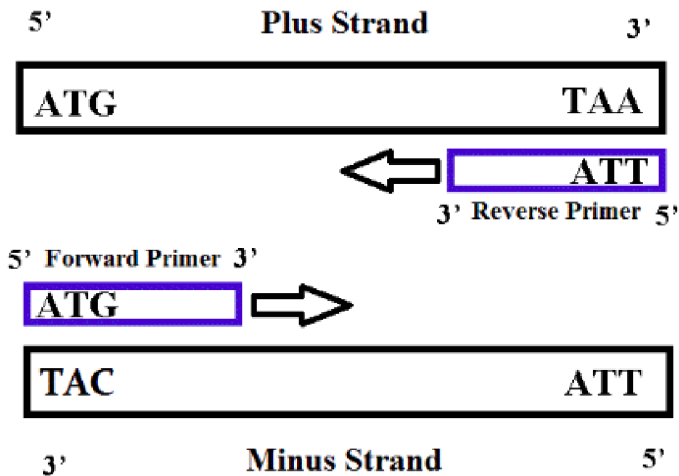 5’ Plus Strand 3’
ATG TAA
ATT
3’ Reverse Primer 5’
5’ Forward Primer 3’
ATG
TAC ATT
3’ Minus Strand 5’